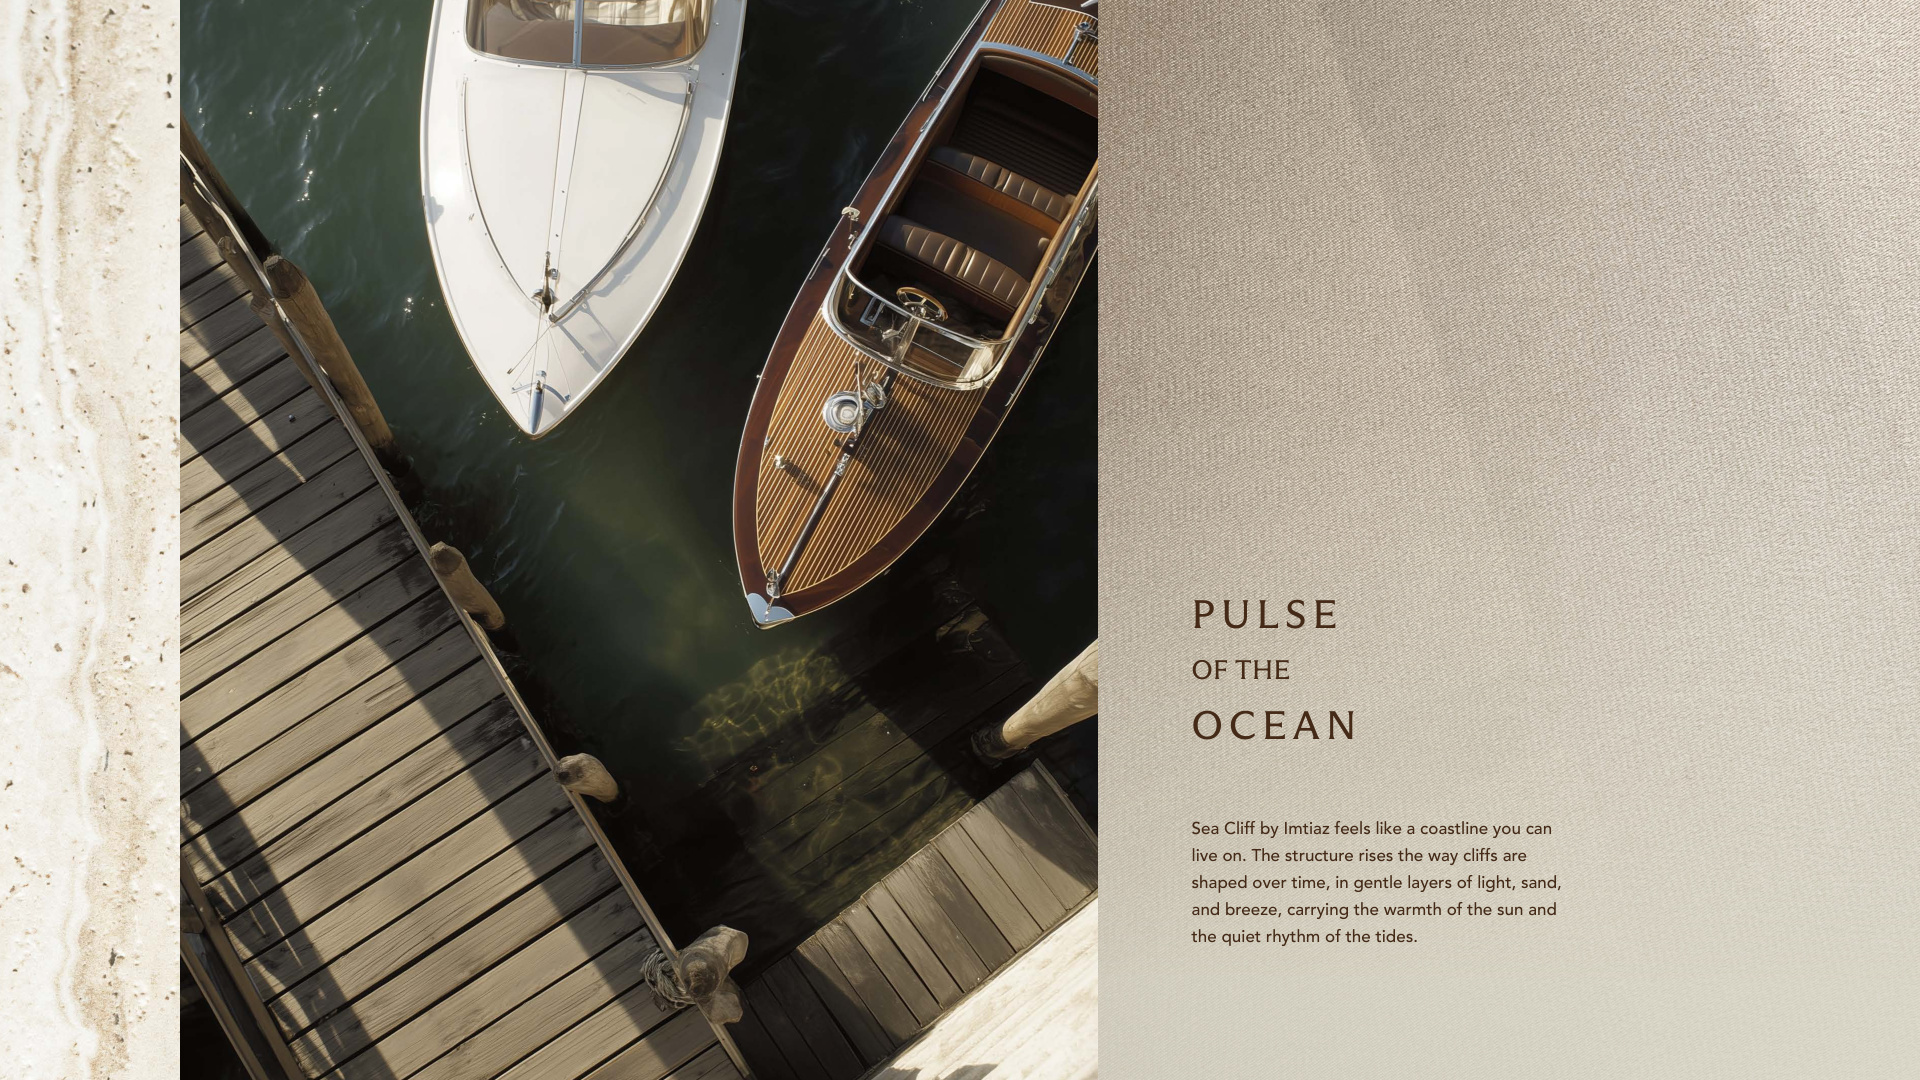 PULSE
OF THE
OCEAN
Sea Cliff by Imtiaz feels like a coastline you can
live on. The structure rises the way cliffs are
shaped over time, in gentle layers of light, sand,
and breeze, carrying the warmth of the sun and
the quiet rhythm of the tides.